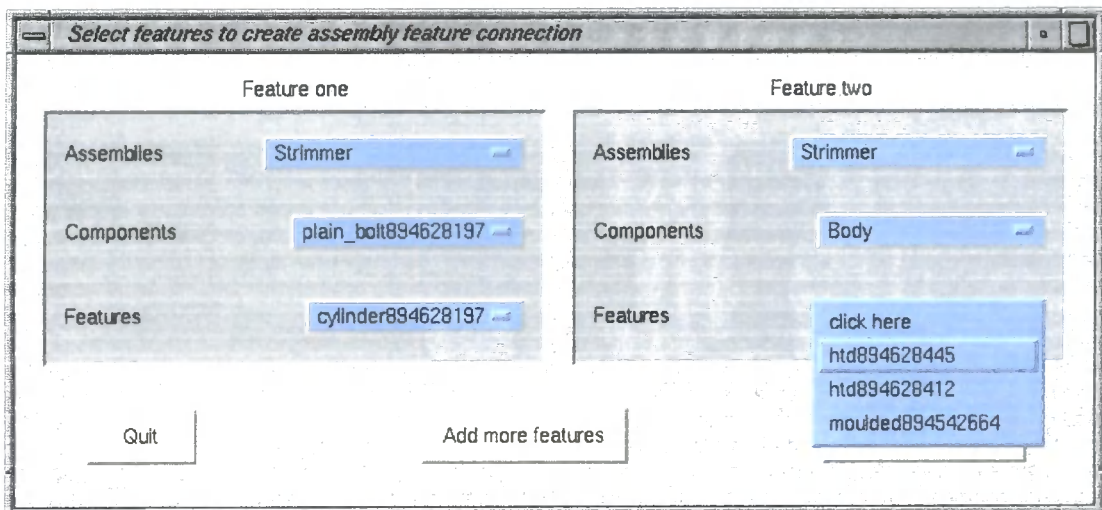 Select features to create assembly feature connection
Feature one
Feature two
Assemblies
Strimmer
Assemblies
Strimmer
Components
plain_bolt894628197
Components
Body
Features
cylinder894628197
Features
click here
htd894628445
htd894628412
moulded894542664
Quit
Add more features